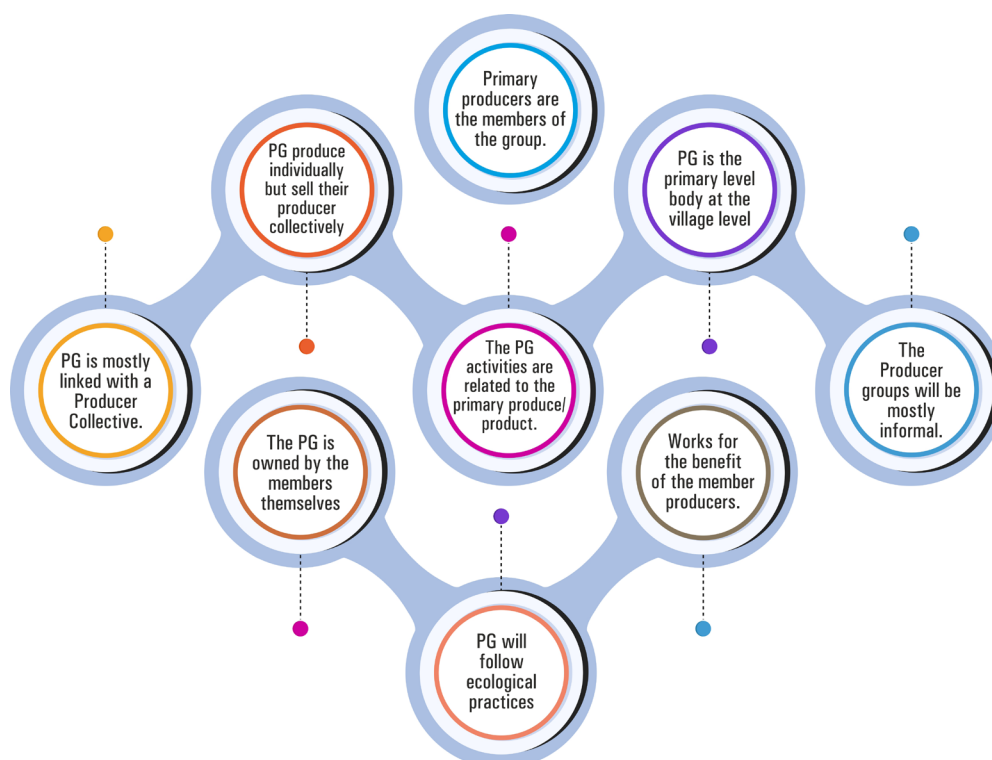 Primary
producers are
the members of
the group.
PG produce
individually
but sell their
producer
collectively
PG is the
primary level
body at the
village level
PG is mostly
linked with a
Producer
Collective.
The PG
activities are
related to the
primary produce/
product.
The
Producer
groups will be
mostly
informal.
The PG is
owned by the
members
themselves
Works for
the benefit
of the member
producers.
PG will
follow
ecological
practices